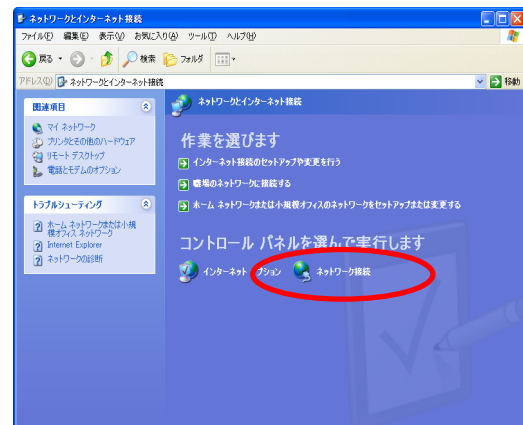 ネットワークとインターネット接続
ファイル(F) 編集(E) 表示(V) お気に入り(A) ツール(T) ヘルプ(H)
戻る 検索 フォルダ
アドレス(D) ネットワークとインターネット接続 移動
関連項目
マイ ネットワーク
プリンタとその他のハードウェア
リモート デスクトップ
電話とモデムのオプション
トラブルシューティング
ホーム ネットワークまたは小規
模オフィス ネットワーク
Internet Explorer
ネットワークの診断
ネットワークとインターネット接続
作業を選びます
インターネット接続のセットアップや変更を行う
職場のネットワークに接続する
ホーム ネットワークまたは小規模オフィスのネットワークをセットアップまたは変更する
コントロール パネルを選んで実行します
インターネット プション ネットワーク接続